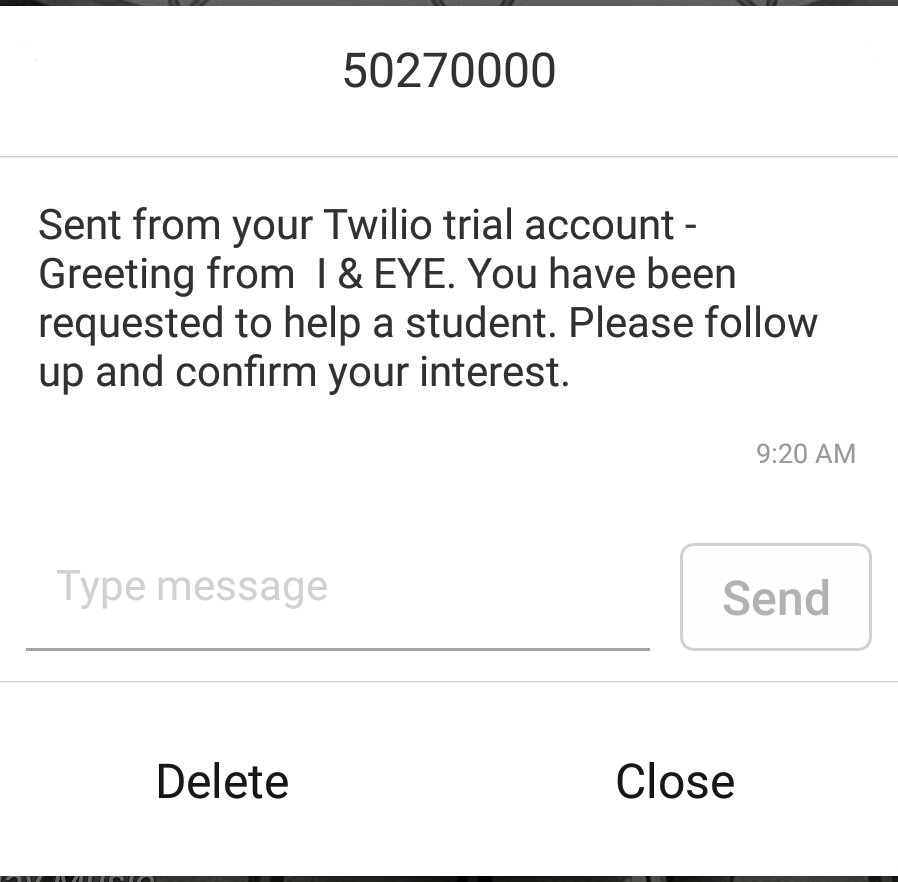 50270000
Sent from your Twilio trial account -
Greeting from  I & EYE. You have been
requested to help a student. Please follow
up and confirm your interest.
9:20 AM
Type message
Send
Delete
Close